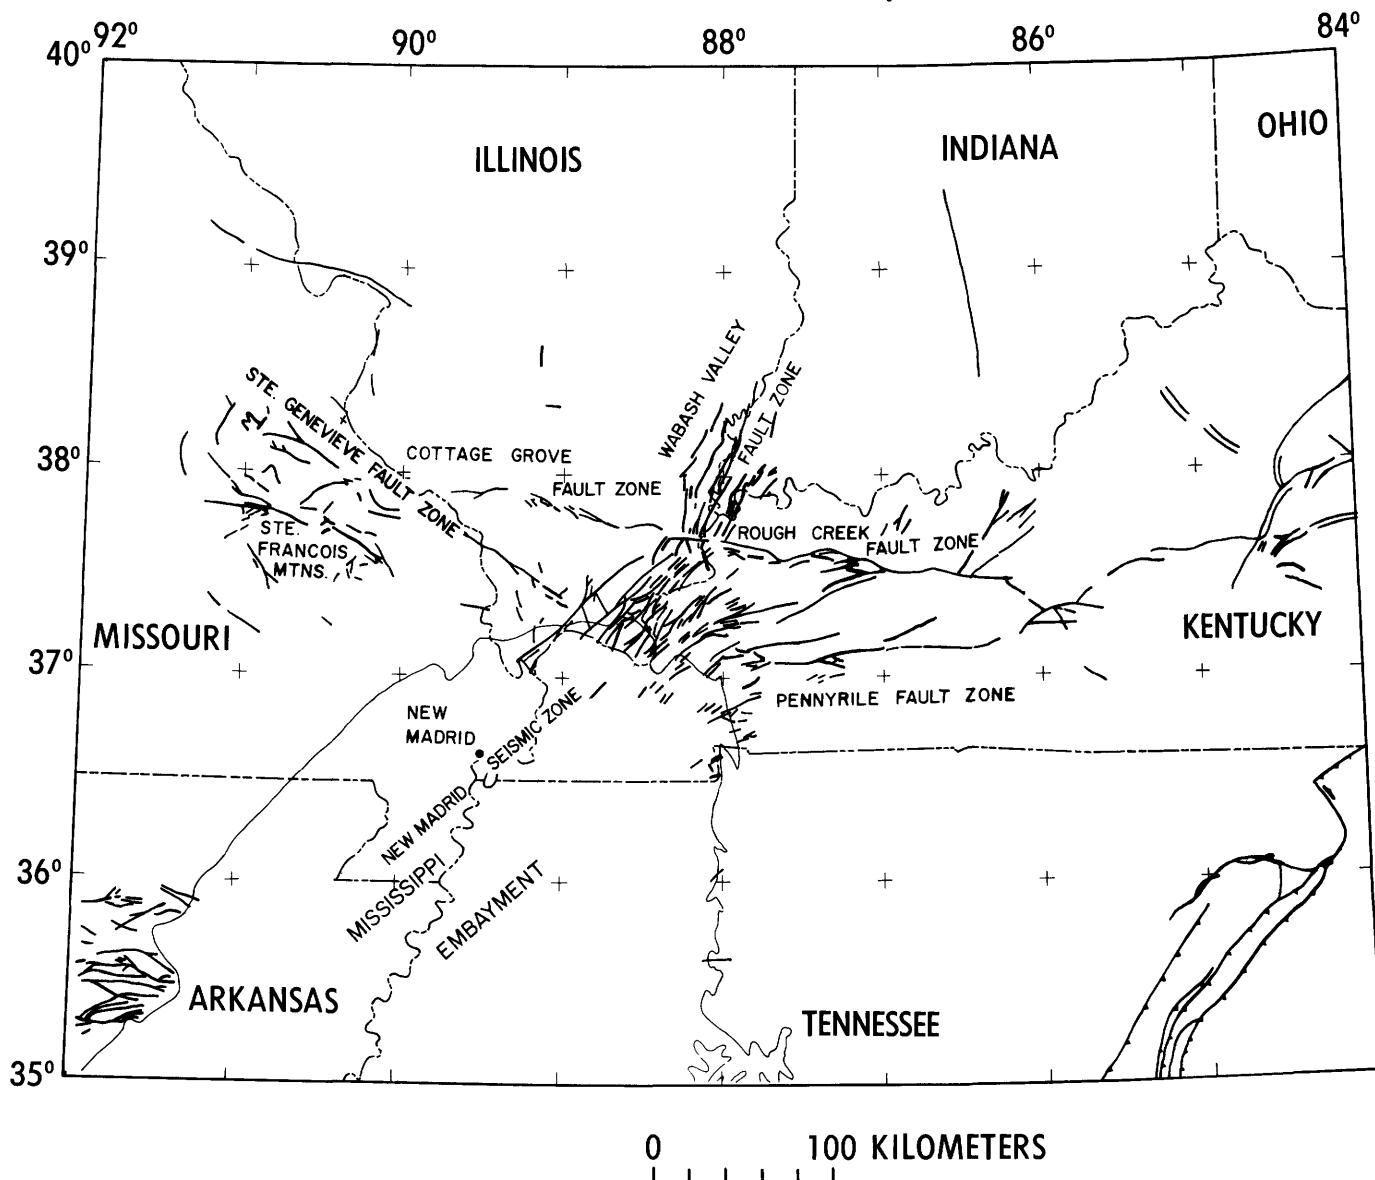 92° 90° 88° 86° 84°
40°
OHIO
INDIANA
ILLINOIS
39°
WABASH VALLEY
FAULT ZONE
STE. GENEVIEVE FAULT ZONE
38°
COTTAGE GROVE
FAULT ZONE
ROUGH CREEK
FAULT ZONE
STE.
FRANCOIS
MTNS.
MISSOURI
KENTUCKY
37°
PENNYRILE FAULT ZONE
NEW
MADRID
NEW MADRID SEISMIC ZONE
36°
MISSISSIPPI
EMBAYMENT
ARKANSAS
TENNESSEE
35°
0 100 KILOMETERS